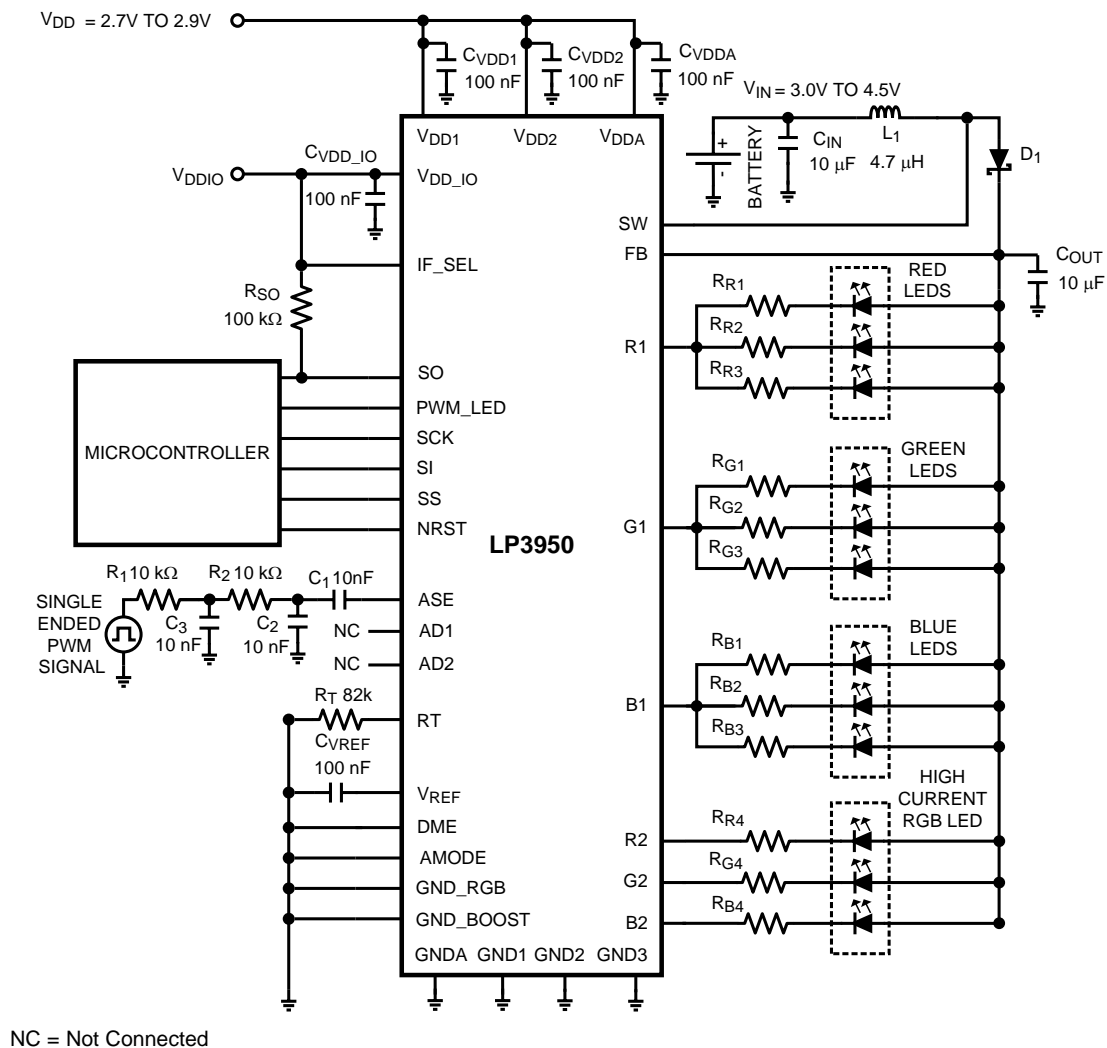 VDD = 2.7V TO 2.9V
CVDD1
100 nF
CVDD2
100 nF
CVDDA
100 nF
VIN = 3.0V TO 4.5V
VDD1
VDD2
VDDA
+
-
BATTERY
CIN
10 μF
L1
4.7 μH
D1
CVDD_IO
100 nF
VDDIO
VDD_IO
SW
FB
COUT
10 μF
IF_SEL
RSO
100 kΩ
RED
LEDS
RR1
RR2
RR3
R1
MICROCONTROLLER
SO
PWM_LED
SCK
SI
SS
NRST
LP3950
GREEN
LEDS
RG1
RG2
RG3
G1
R1 10 kΩ
R2 10 kΩ
C1 10nF
SINGLE
ENDED
PWM
SIGNAL
C3
10 nF
C2
10 nF
ASE
NC
AD1
NC
AD2
BLUE
LEDS
RB1
RB2
RB3
B1
RT 82k
RT
CVREF
100 nF
VREF
DME
AMODE
GND_RGB
GND_BOOST
HIGH
CURRENT
RGB LED
RR4
R2
RG4
G2
RB4
B2
GNDA GND1 GND2 GND3
NC = Not Connected